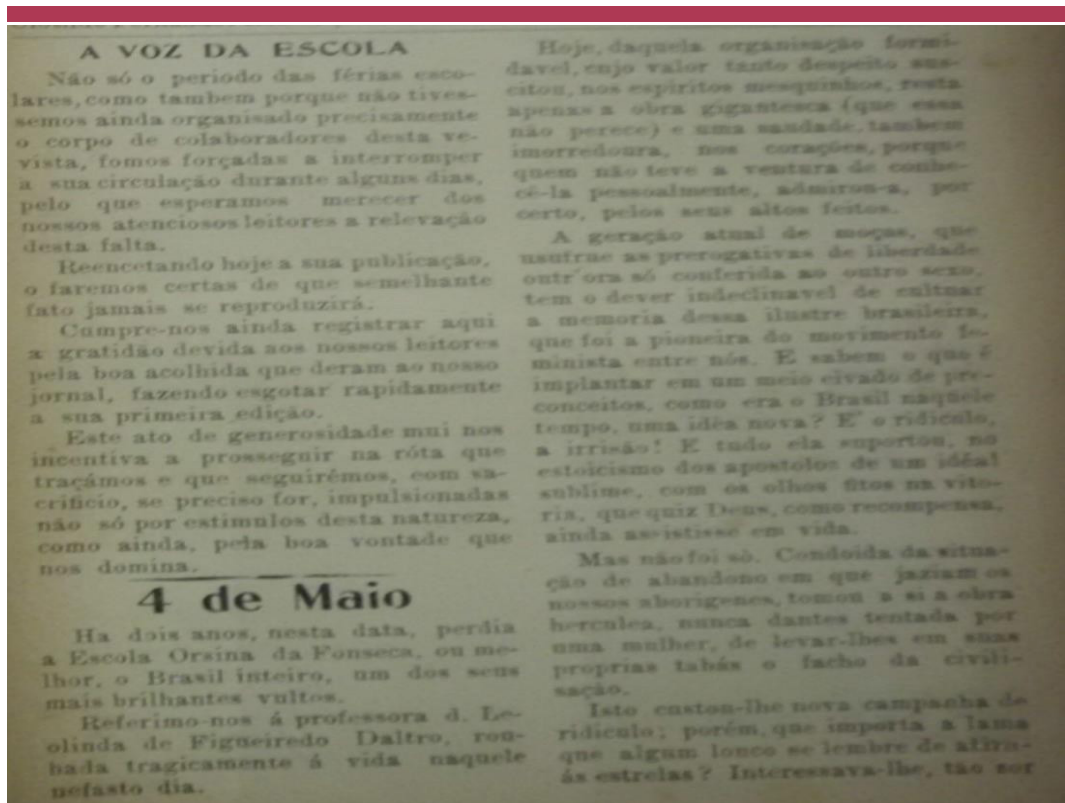 A VOZ DA ESCOLA
Não só o periodo das férias esco-
lares, como tambem porque não tives-
semos ainda organisado precisamente
o corpo de colaboradores desta re-
vista, fomos forçadas a interromper
a sua circulação durante alguns dias,
pelo que esperamos merecer dos
nossos atenciosos leitores a relevação
desta falta.
Reencetando hoje a sua publicação,
o faremos certas de que semelhante
fato jamais se reproduzirá.
Cumpre-nos ainda registrar aqui
a gratidão devida aos nossos leitores
pela boa acolhida que deram ao nosso
jornal, fazendo esgotar rapidamente
a sua primeira edição.
Este ato de generosidade mui nos
incentiva a prosseguir na róta que
traçámos e que seguirêmos, com sa-
crificio, se preciso for, impulsionadas
não só por estimulos desta natureza,
como ainda, pela boa vontade que
nos domina.
4 de Maio
Ha dois anos, nesta data, perdia
a Escola Orsina da Fonseca, ou me-
lhor, o Brasil inteiro, um dos seus
mais brilhantes vultos.
Referimo-nos á professora d. Le-
olinda de Figueiredo Daltro, rou-
bada tragicamente á vida naquele
nefasto dia.
Hoje, daquela organisação formi-
davel, cujo valor tanto despeito sus-
citou, nos espiritos mesquinhos, resta
apenas a obra gigantesca (que essa
não perece) e uma saudade, tambem
imorredoura, nos corações, porque
quem não teve a ventura de conhe-
cê-la pessoalmente, admirou-a, por
certo, pelos seus altos feitos.
A geração atual de moças, que
usufrue as prerogativas de liberdade
outr'ora só conferida ao outro sexo,
tem o dever indeclinavel de cultuar
a memoria dessa ilustre brasileira,
que foi a pioneira do movimento fe-
minista entre nós. E sabem o que é
implantar em um meio eivado de pre-
conceitos, como era o Brasil naquele
tempo, uma idêa nova? E' o ridiculo,
a irrisão! E tudo ela suportou, no
estoicismo dos apostolos de um idêal
sublime, com os olhos fitos na vito-
ria, que quiz Deus, como recompensa,
ainda assistisse em vida.
Mas não foi só. Condoida da situa-
ção de abandono em que jaziam os
nossos aborigenes, tomou a si a obra
herculea, nunca dantes tentada por
uma mulher, de levar-lhes em suas
proprias tabás o facho da civili-
sação.
Isto custou-lhe nova campanha de
ridiculo; porém, que importa a lama
que algum louco se lembre de atirar
ás estrelas? Interessava-lhe, tão sor